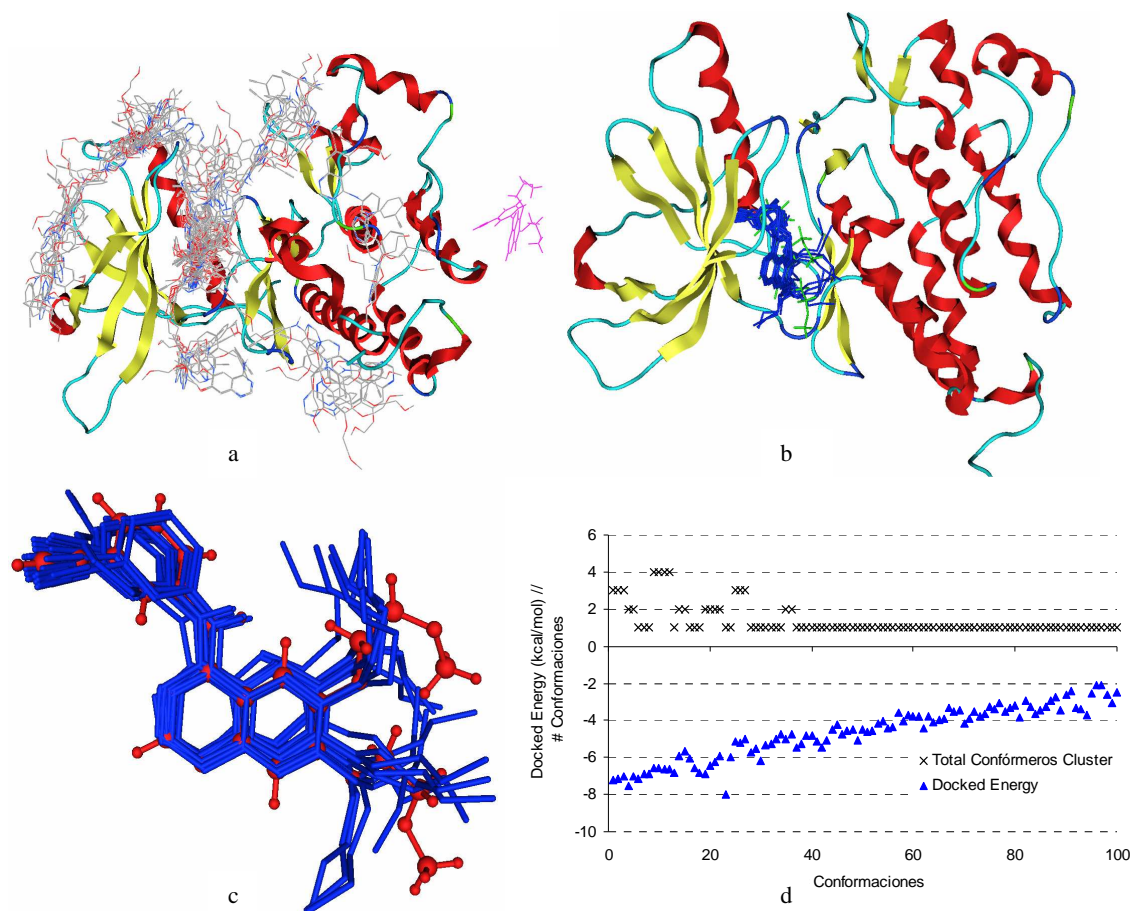 a
b
c
Docked Energy (kcal/mol) //
# Conformaciones
6
4
2
0
-2
-4
-6
-8
-10
× Total Confórmeros Cluster
▲ Docked Energy
0 20 40 60 80 100
Conformaciones
d